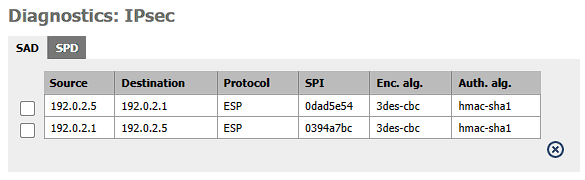 Diagnostics: IPsec
SAD SPD
Source Destination Protocol SPI Enc. alg. Auth. alg.
192.0.2.5 192.0.2.1 ESP 0dad5e54 3des-cbc hmac-sha1
192.0.2.1 192.0.2.5 ESP 0394a7bc 3des-cbc hmac-sha1